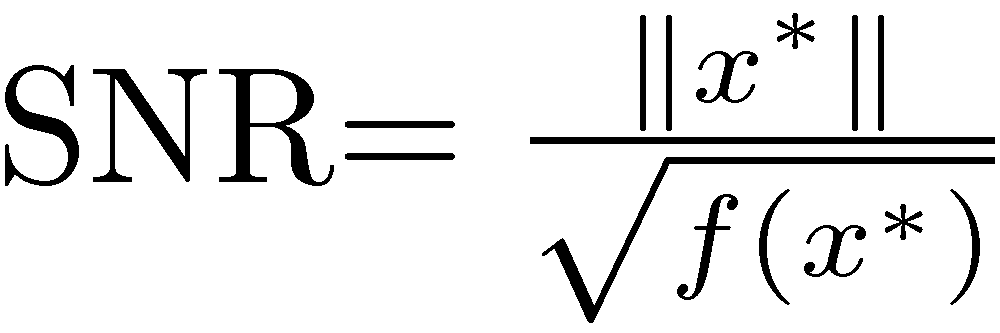 SNR= ‖x*‖ / √f(x*)